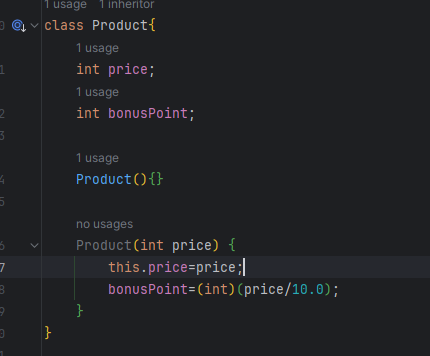 1 usage 1 inheritor
class Product{
1 usage
int price;
1 usage
int bonusPoint;
1 usage
Product(){}
no usages
Product(int price) {
this.price=price;
bonusPoint=(int)(price/10.0);
}
}